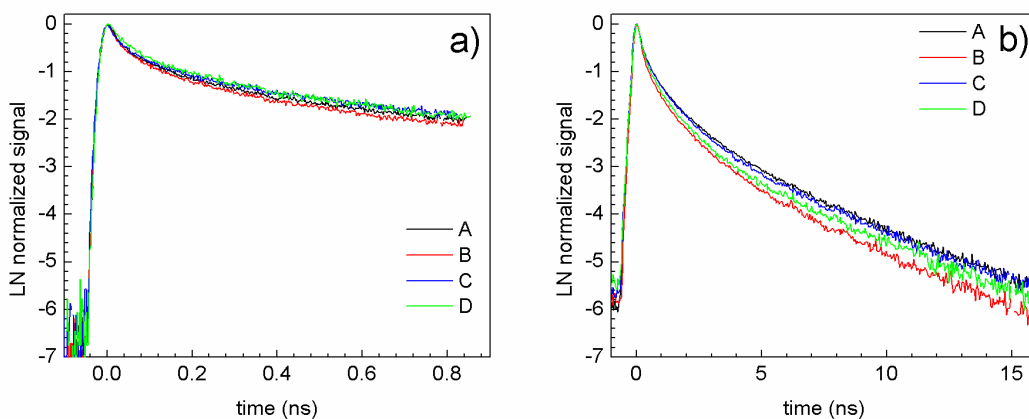 a)
LN normalized signal
0
-1
-2
-3
-4
-5
-6
-7
0.0 0.2 0.4 0.6 0.8
time (ns)
A
B
C
D
b)
LN normalized signal
0
-1
-2
-3
-4
-5
-6
-7
0 5 10 15
time (ns)
A
B
C
D